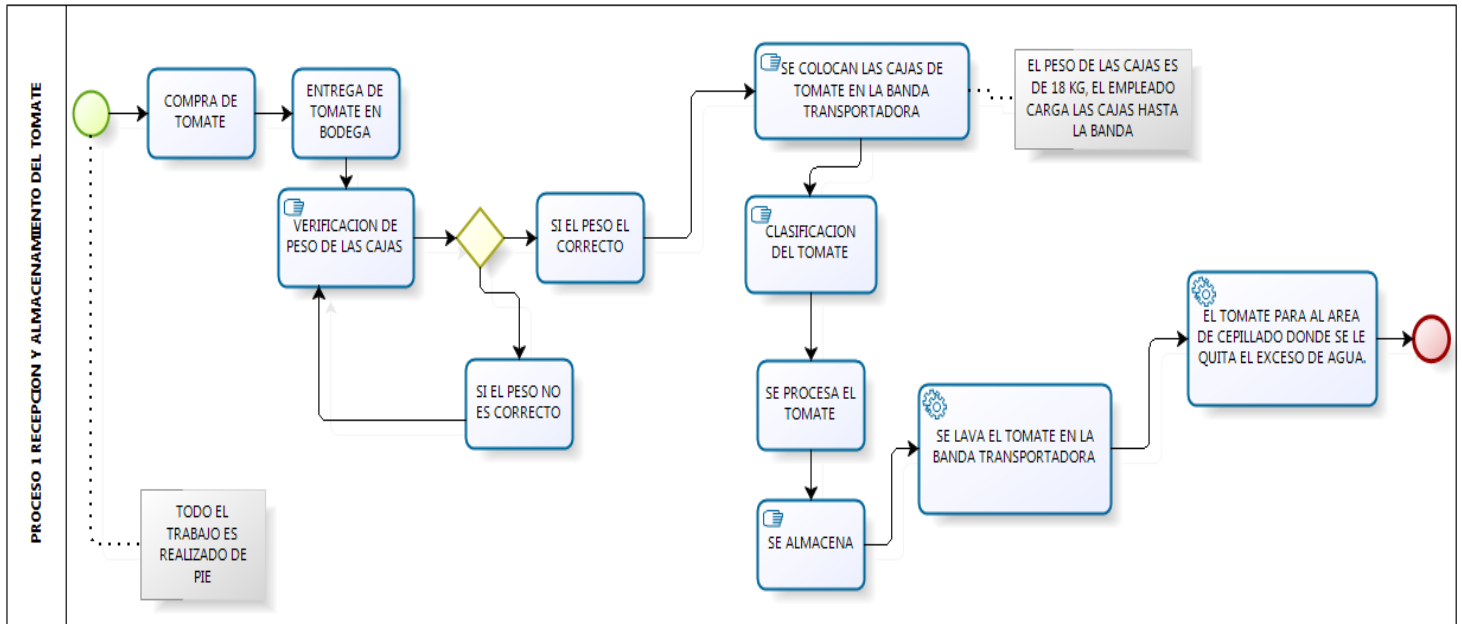 PROCESO 1 RECEPCION Y ALMACENAMIENTO DEL TOMATE
COMPRA DE
TOMATE
ENTREGA DE
TOMATE EN
BODEGA
VERIFICACION DE
PESO DE LAS CAJAS
SI EL PESO EL
CORRECTO
SI EL PESO NO
ES CORRECTO
SE COLOCAN LAS CAJAS DE
TOMATE EN LA BANDA
TRANSPORTADORA
EL PESO DE LAS CAJAS ES
DE 18 KG, EL EMPLEADO
CARGA LAS CAJAS HASTA
LA BANDA
CLASIFICACION
DEL TOMATE
SE PROCESA EL
TOMATE
SE ALMACENA
SE LAVA EL TOMATE EN LA
BANDA TRANSPORTADORA
EL TOMATE PARA AL AREA
DE CEPILLADO DONDE SE LE
QUITA EL EXCESO DE AGUA.
TODO EL
TRABAJO ES
REALIZADO DE
PIE